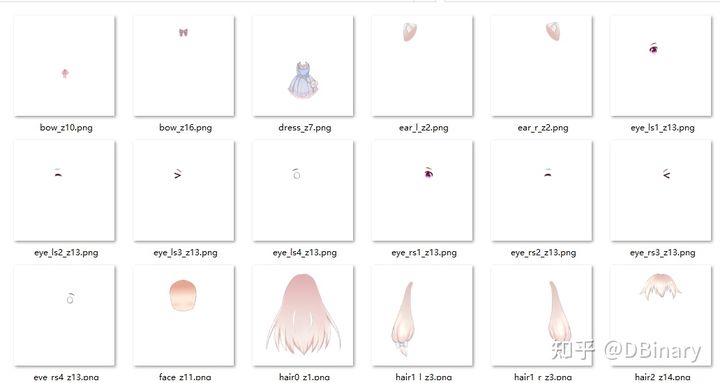 bow_z10.png
bow_z16.png
dress_z7.png
ear_l_z2.png
ear_r_z2.png
eye_ls1_z13.png
eye_ls2_z13.png
eye_ls3_z13.png
eye_ls4_z13.png
eye_rs1_z13.png
eye_rs2_z13.png
eye_rs3_z13.png
eye_rs4_z13.png
face_z11.png
hair0_z1.png
hair1_l_z3.png
hair1_r_z3.png
hair2_z14.png
知乎 @DBinary